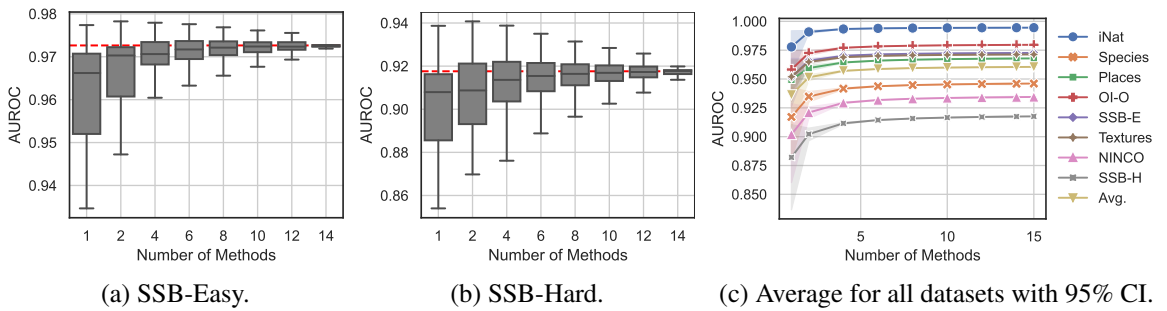 0.98
0.97
0.96
0.95
0.94
AUROC
1 2 4 6 8 10 12 14
Number of Methods
(a) SSB-Easy.
0.94
0.92
0.90
0.88
0.86
AUROC
1 2 4 6 8 10 12 14
Number of Methods
(b) SSB-Hard.
1.000
0.975
0.950
0.925
0.900
0.875
0.850
AUROC
5 10 15
Number of Methods
iNat
Species
Places
OI-O
SSB-E
Textures
NINCO
SSB-H
Avg.
(c) Average for all datasets with 95% CI.